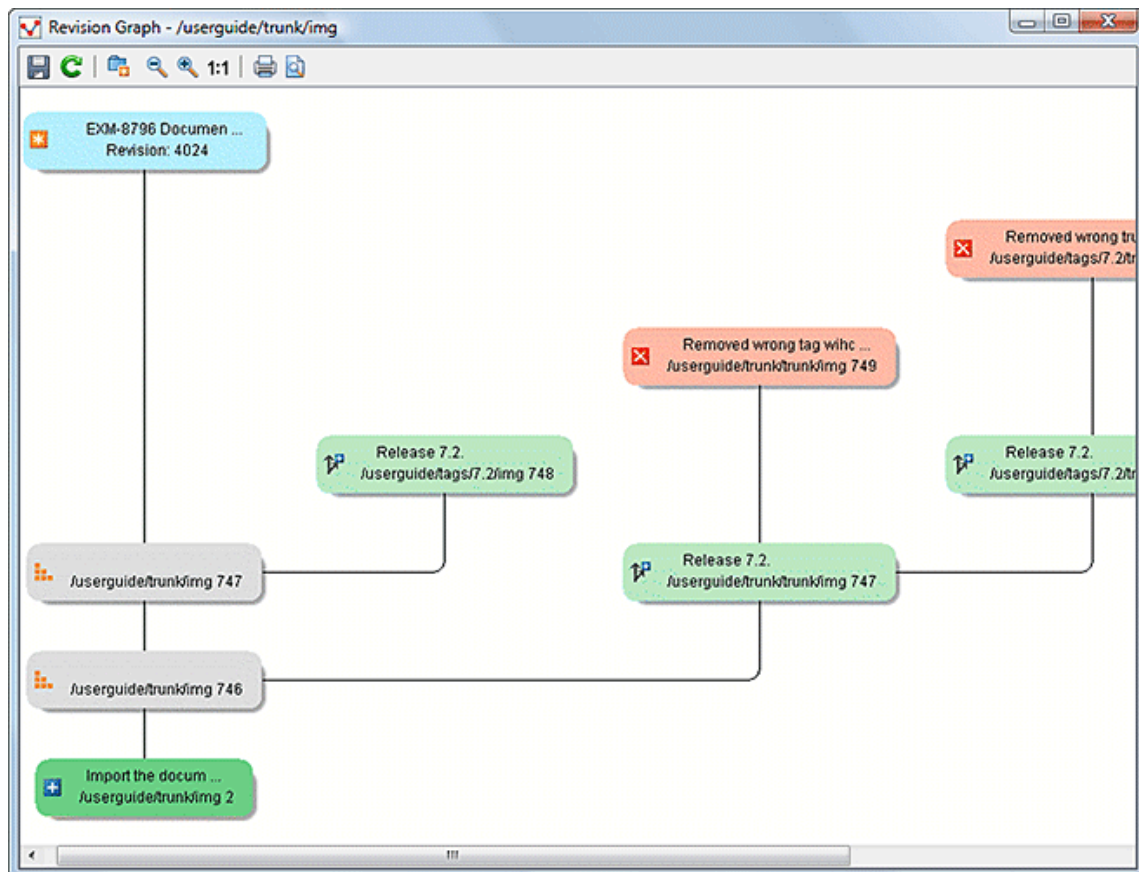 Revision Graph - /userguide/trunk/img
1:1
EXM-8796 Documen ...
Revision: 4024
Removed wrong tru
/userguide/tags/7.2/tr
Removed wrong tag wihc ...
/userguide/trunk/trunk/img 749
Release 7.2.
/userguide/tags/7.2/img 748
Release 7.2.
/userguide/tags/7.2/tr
/userguide/trunk/img 747
Release 7.2.
/userguide/trunk/trunk/img 747
/userguide/trunk/img 746
Import the docum ...
/userguide/trunk/img 2